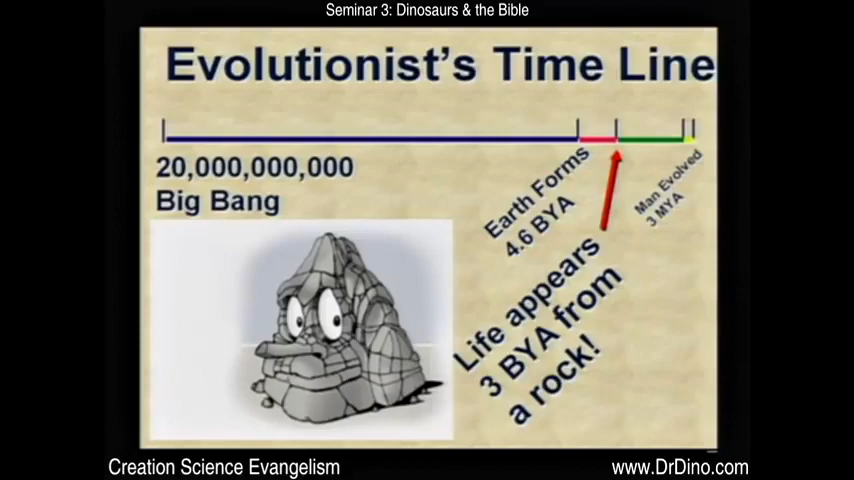 Seminar 3: Dinosaurs & the Bible
Evolutionist's Time Line
20,000,000,000
Big Bang
Earth Forms
4.6 BYA
Life appears
3 BYA from
a rock!
Man Evolved
3 MYA
Creation Science Evangelism
www.DrDino.com